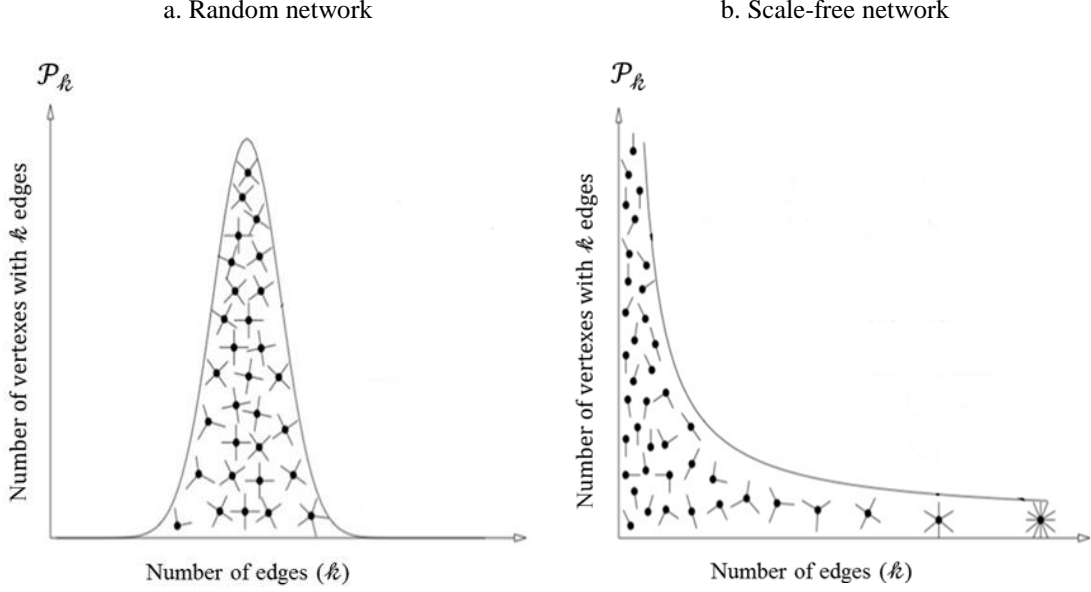 a. Random network
b. Scale-free network
𝒫𝓀
𝒫𝓀
Number of vertexes with 𝓀 edges
Number of vertexes with 𝓀 edges
Number of edges (𝓀)
Number of edges (𝓀)